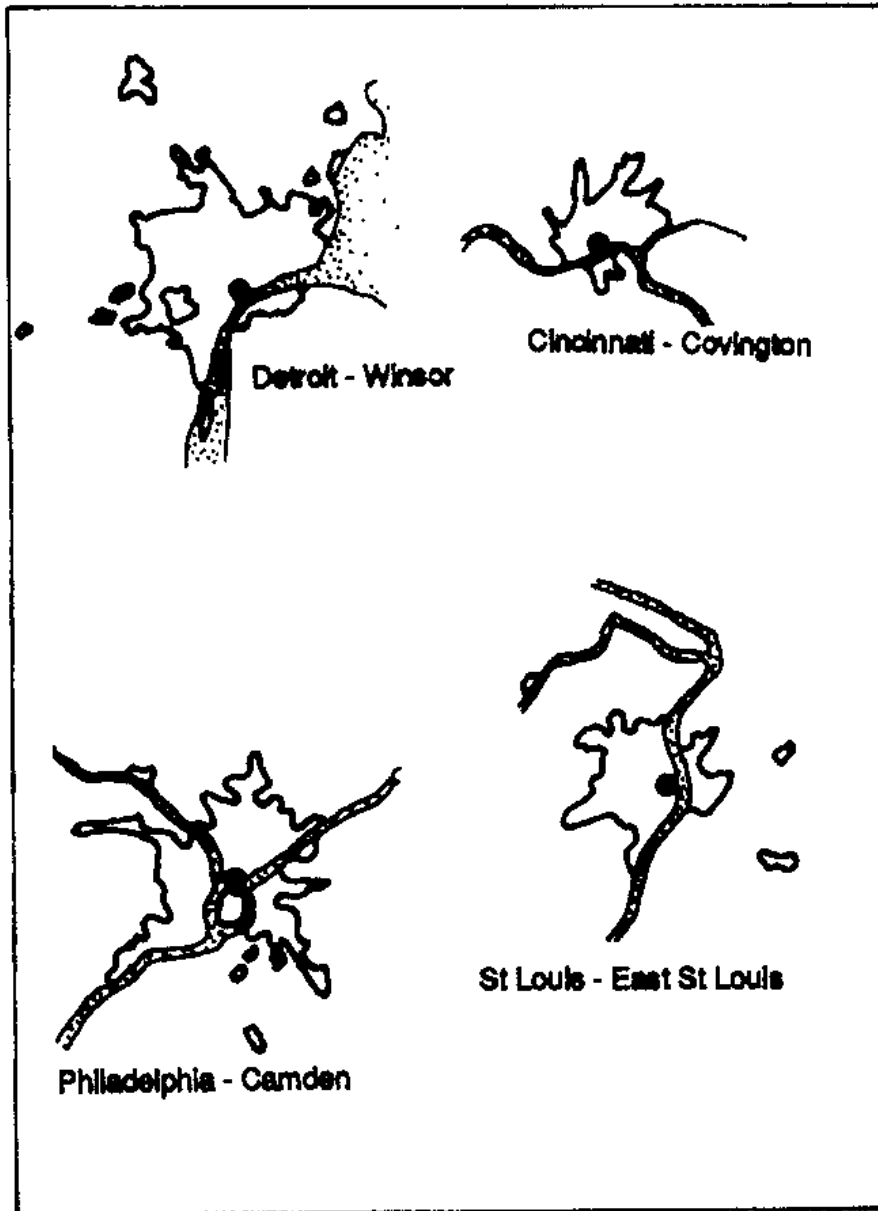 Detroit - Winsor
Cincinnati - Covington
St Louis - East St Louis
Philadelphia - Camden